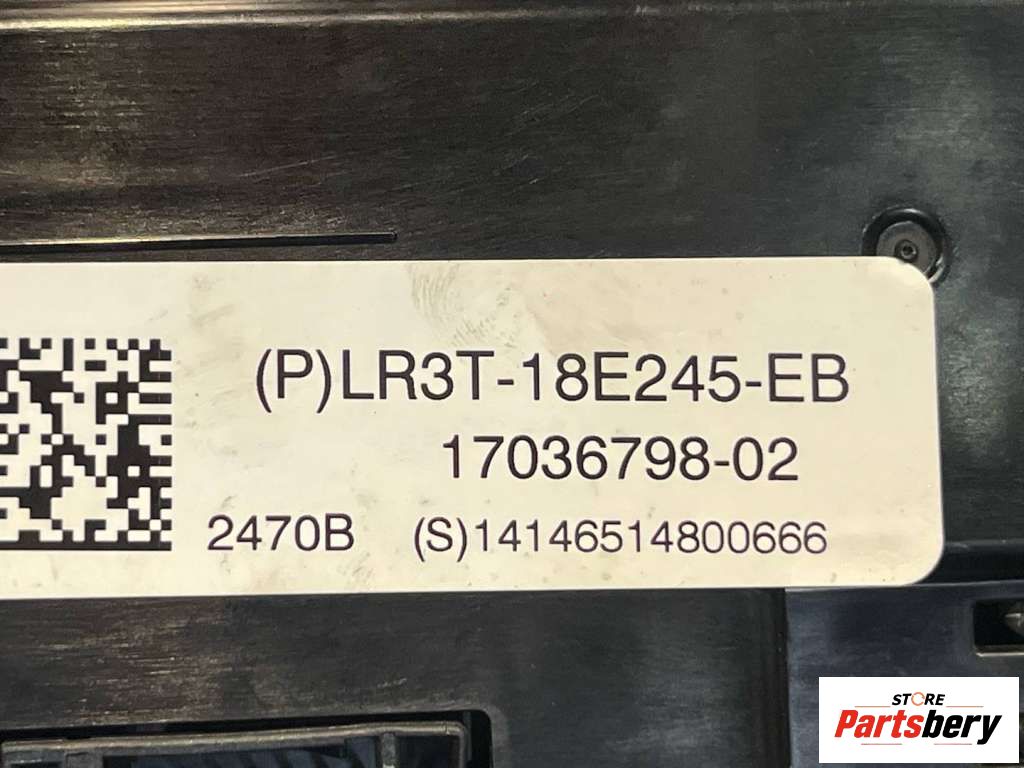 (P)LR3T-18E245-EB
17036798-02
2470B (S)14146514800666
STORE
Partsbery